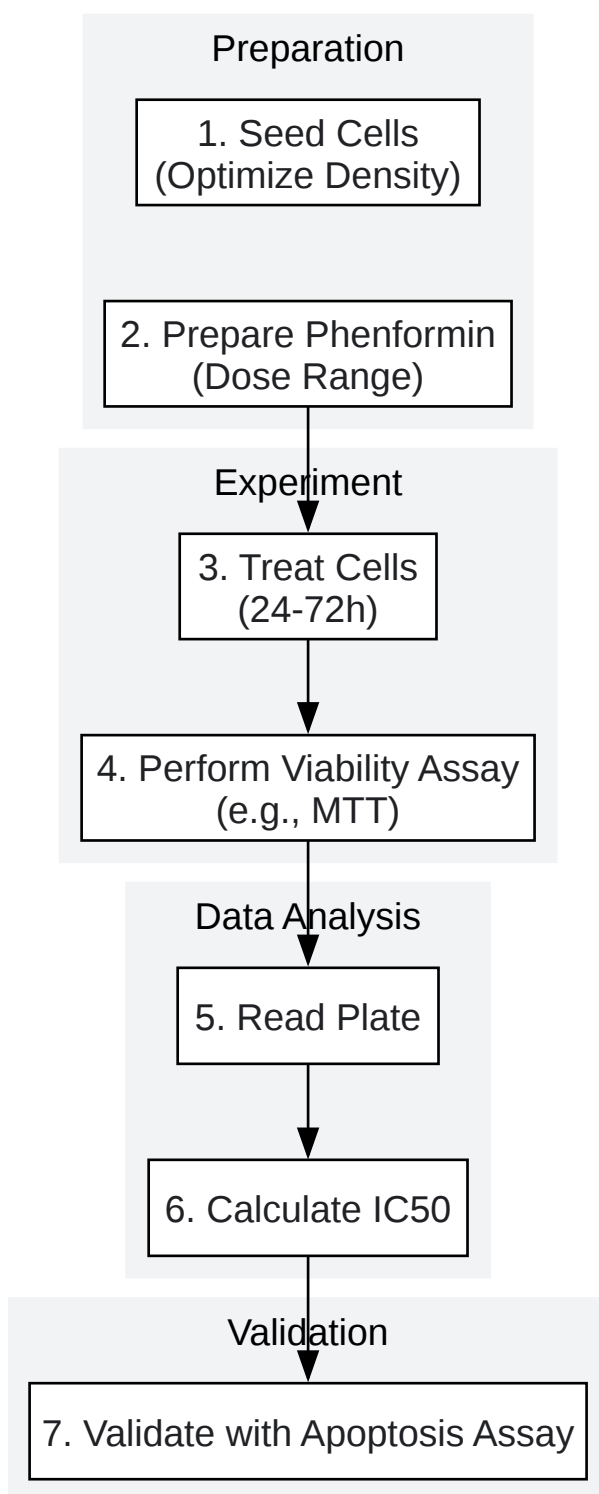 Preparation
1. Seed Cells
(Optimize Density)
2. Prepare Phenformin
(Dose Range)
Experiment
3. Treat Cells
(24-72h)
4. Perform Viability Assay
(e.g., MTT)
Data Analysis
5. Read Plate
6. Calculate IC50
Validation
7. Validate with Apoptosis Assay